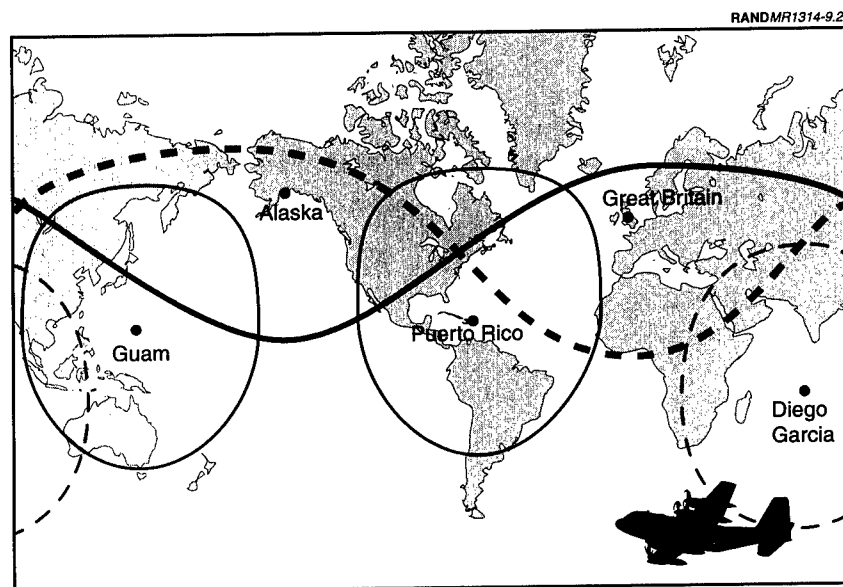 RANDMR1314-9.2
Alaska
Great Britain
Guam
Puerto Rico
Diego
Garcia